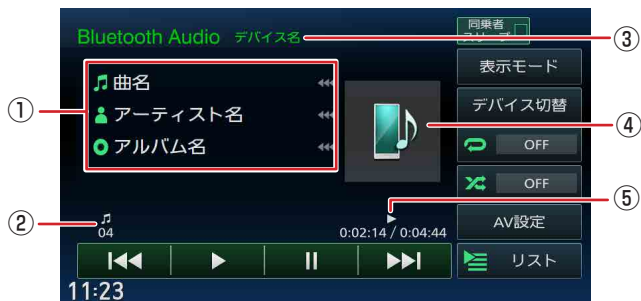 Bluetooth Audio デバイス名
同乗者
スリープ
③
表示モード
① 曲名
アーティスト名
アルバム名
デバイス切替
④
OFF
OFF
⑤
② 04
0:02:14 / 0:04:44
AV設定
リスト
11:23